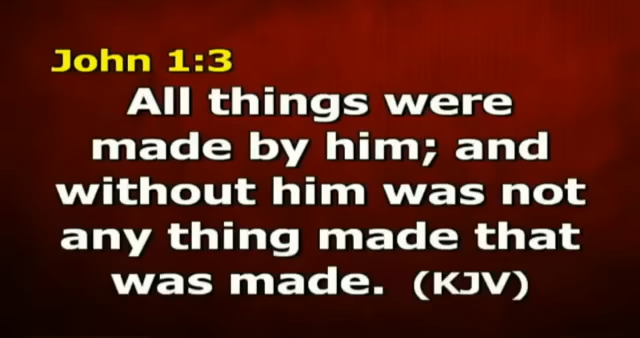 John 1:3
All things were
made by him; and
without him was not
any thing made that
was made. (KJV)